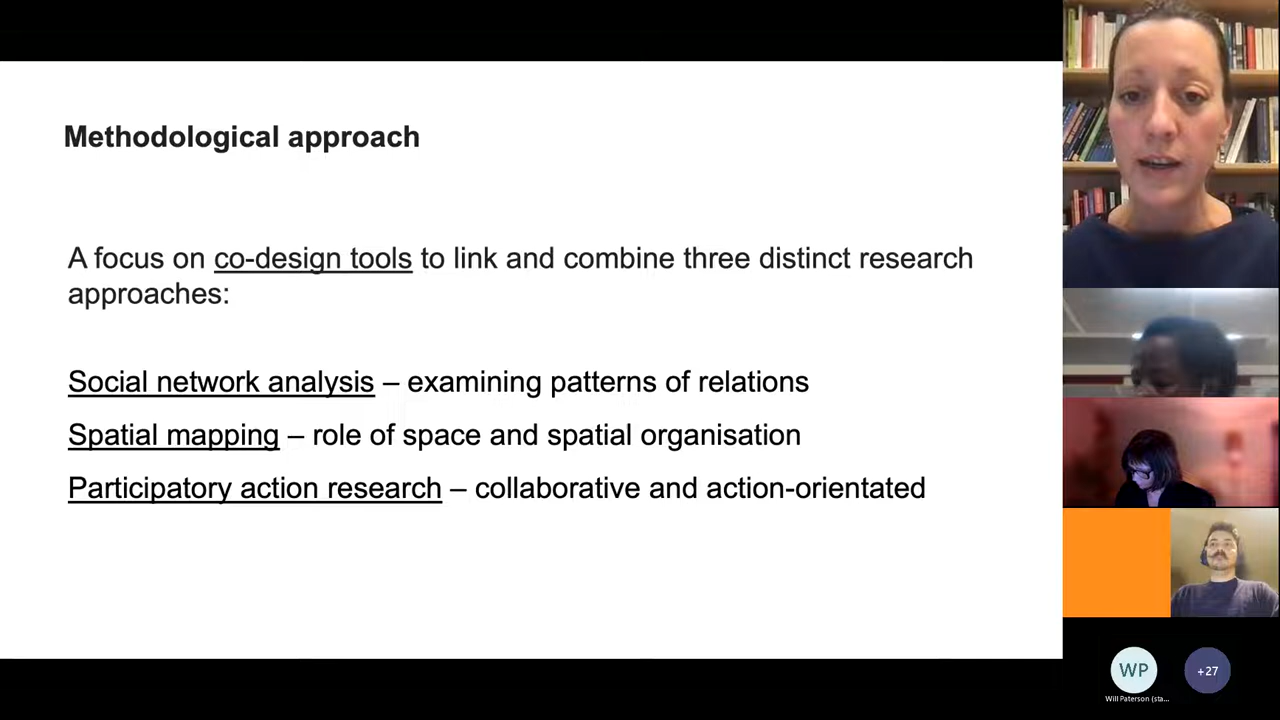 Methodological approach
A focus on co-design tools to link and combine three distinct research
approaches:
Social network analysis – examining patterns of relations
Spatial mapping – role of space and spatial organisation
Participatory action research – collaborative and action-orientated
WP
+27
Will Paterson (sta...